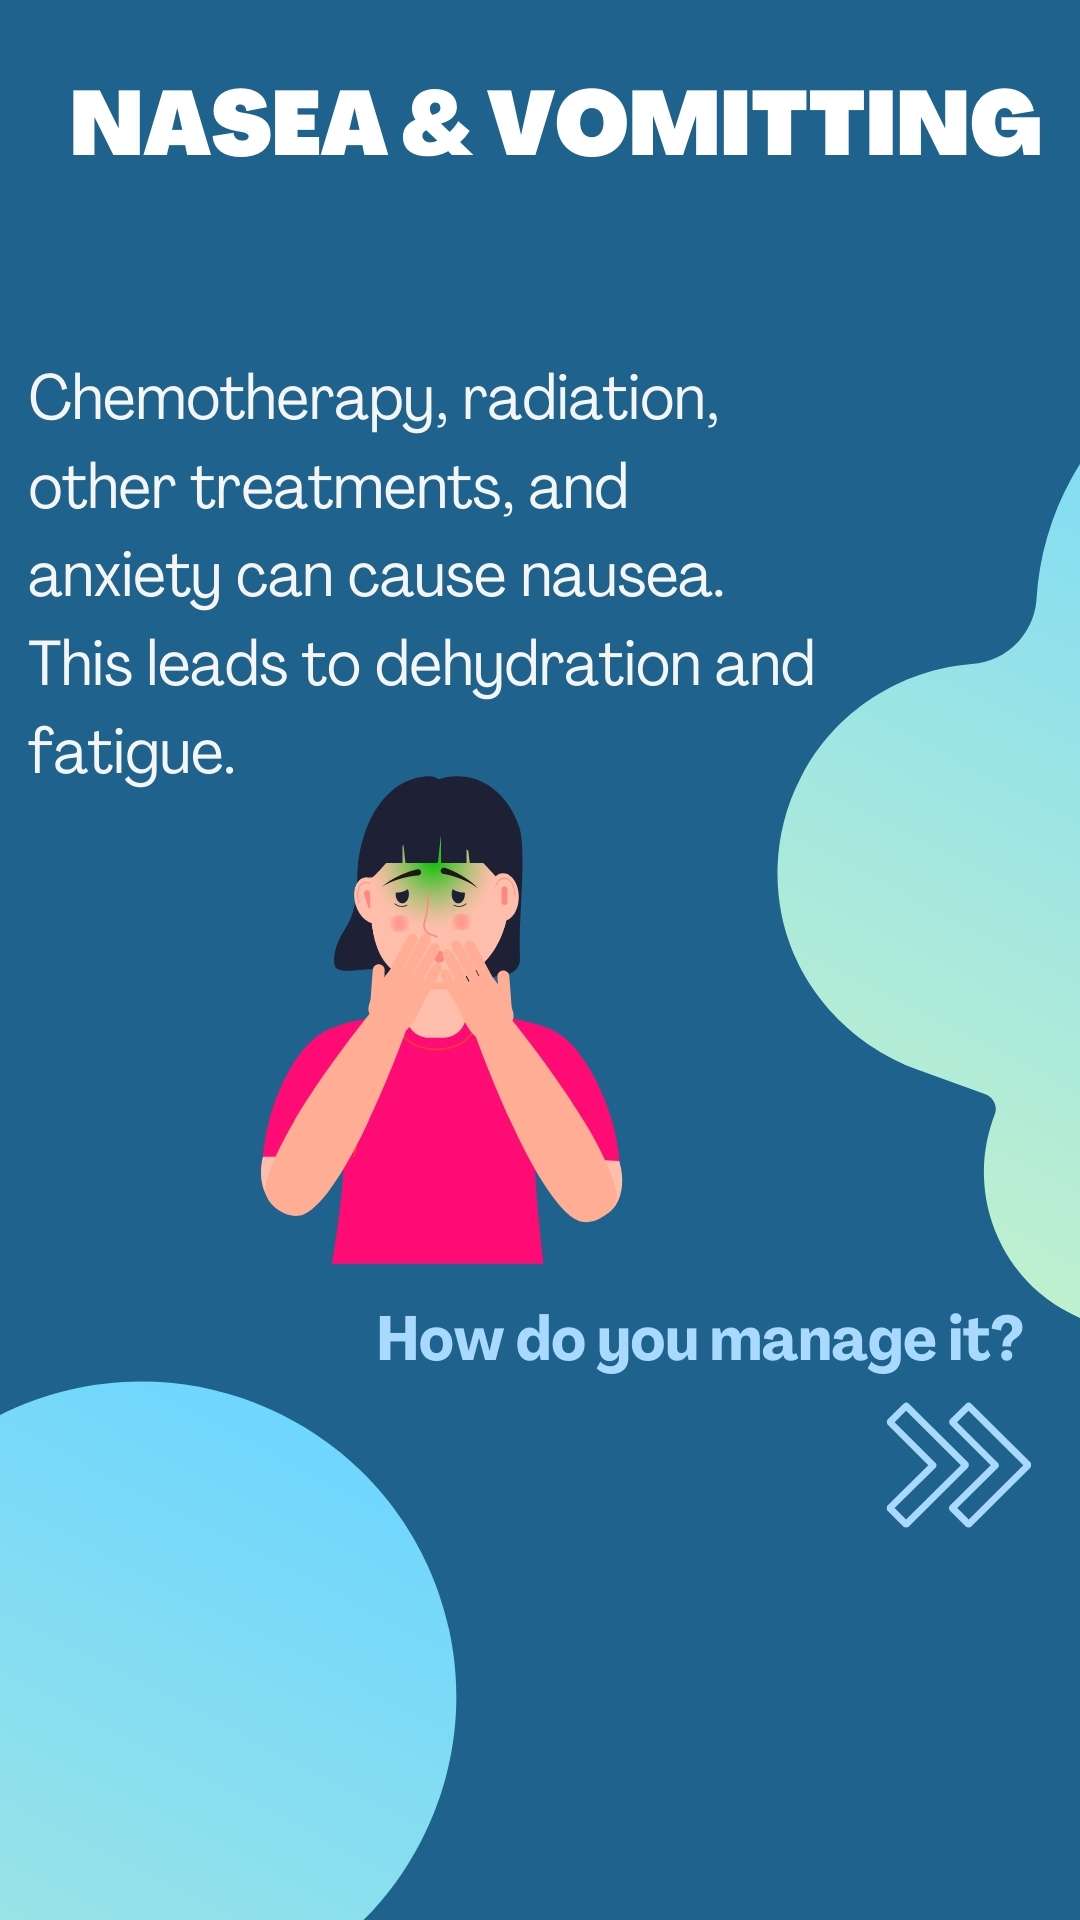 NASEA & VOMITTING
Chemotherapy, radiation,
other treatments, and
anxiety can cause nausea.
This leads to dehydration and
fatigue.
How do you manage it?